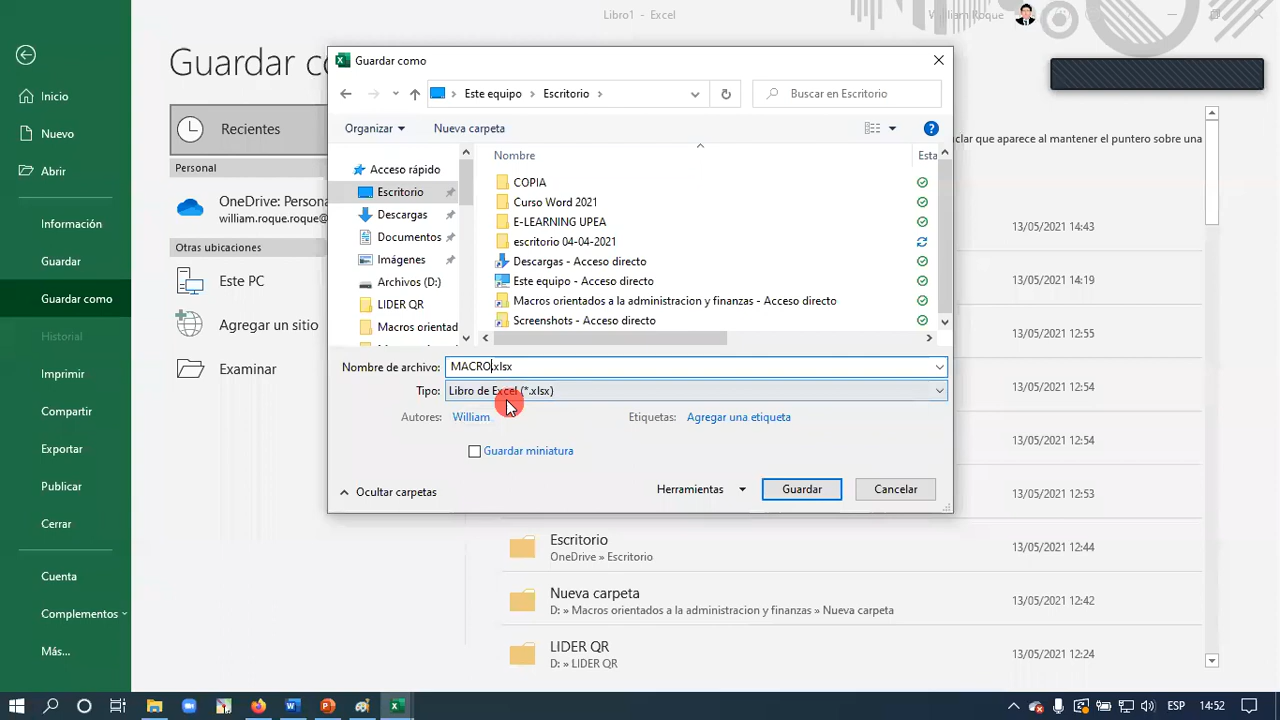 Libro1 - Excel
William Roque
Guardar co
Inicio
Nuevo
Abrir
Información
Guardar
Guardar como
Historial
Imprimir
Compartir
Exportar
Publicar
Cerrar
Cuenta
Complementos
Más...
Recientes
Personal
OneDrive: Persona
william.roque.roque@
Otras ubicaciones
Este PC
Agregar un sitio
Examinar
Guardar como
Este equipo
Escritorio
Buscar en Escritorio
Organizar
Nueva carpeta
Acceso rápido
Escritorio
Descargas
Documentos
Imágenes
Archivos (D:)
LIDER QR
Macros orientad
Nombre
Esta
COPIA
Curso Word 2021
E-LEARNING UPEA
escritorio 04-04-2021
Descargas - Acceso directo
Este equipo - Acceso directo
Macros orientados a la administracion y finanzas - Acceso directo
Screenshots - Acceso directo
Nombre de archivo: MACRO.xlsx
Tipo: Libro de Excel (*.xlsx)
Autores: William
Etiquetas: Agregar una etiqueta
Guardar miniatura
Ocultar carpetas
Herramientas
Guardar
Cancelar
clar que aparece al mantener el puntero sobre una
13/05/2021 14:43
13/05/2021 14:19
13/05/2021 12:55
13/05/2021 12:54
13/05/2021 12:54
13/05/2021 12:53
Escritorio
OneDrive » Escritorio
13/05/2021 12:44
Nueva carpeta
D: » Macros orientados a la administracion y finanzas » Nueva carpeta
13/05/2021 12:42
LIDER QR
D: » LIDER QR
13/05/2021 12:24
ESP
14:52